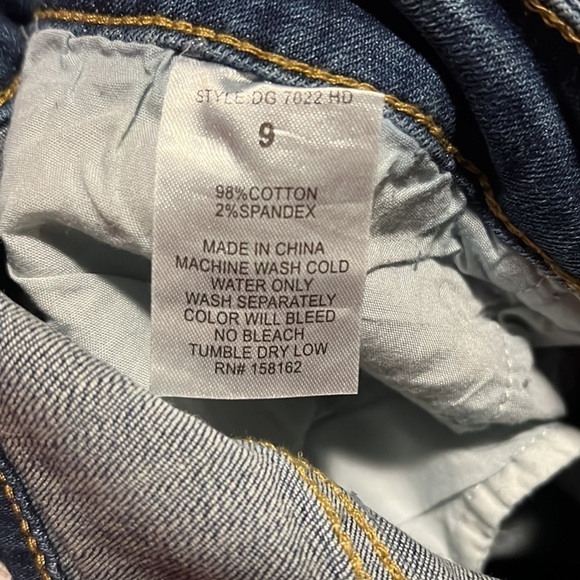 STYLE:DG 7022 HD
9
98%COTTON
2%SPANDEX
MADE IN CHINA
MACHINE WASH COLD
WATER ONLY
WASH SEPARATELY
COLOR WILL BLEED
NO BLEACH
TUMBLE DRY LOW
RN# 158162